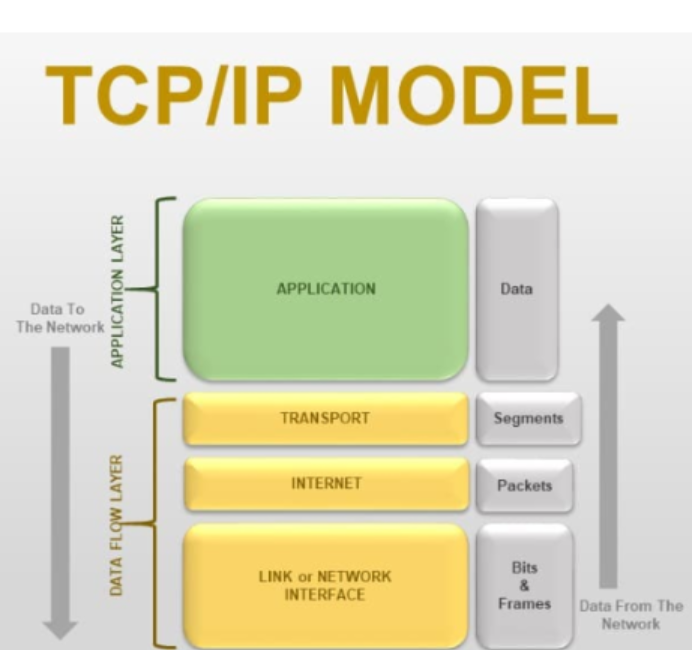 TCP/IP MODEL
APPLICATION LAYER
APPLICATION
Data
Data To
The Network
TRANSPORT
Segments
DATA FLOW LAYER
INTERNET
Packets
LINK or NETWORK
INTERFACE
Bits
&
Frames
Data From The
Network